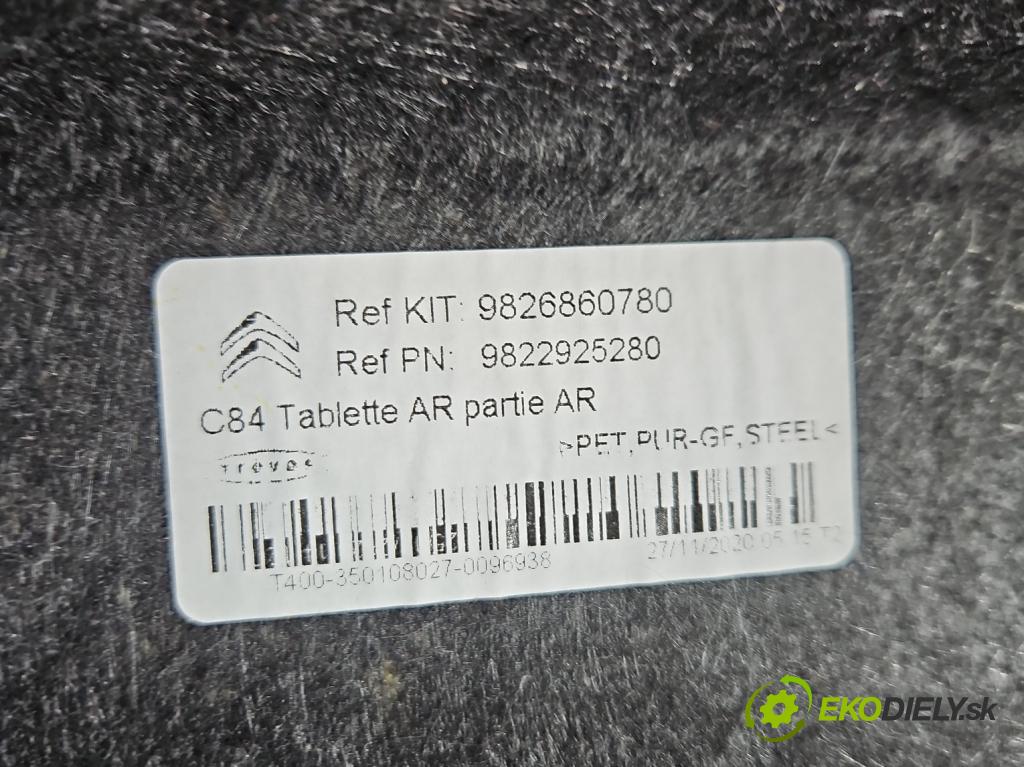 Ref KIT: 9826860780
Ref PN: 9822925280
C84 Tablette AR partie AR
>PET,PUR-GF,STEEL<
T400-350108027-0096938
27/11/2020 05:15 T2
EKODIELY.sk